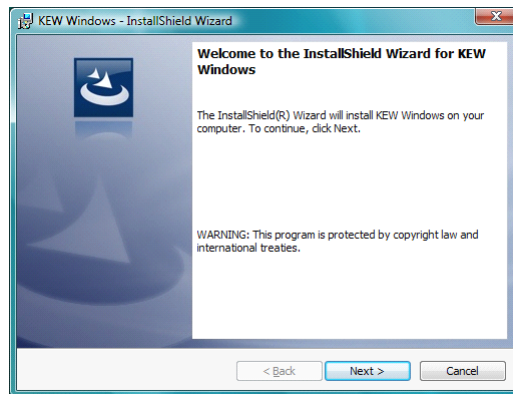 KEW Windows - InstallShield Wizard
Welcome to the InstallShield Wizard for KEW
Windows
The InstallShield(R) Wizard will install KEW Windows on your
computer. To continue, click Next.
WARNING: This program is protected by copyright law and
international treaties.
< Back Next > Cancel